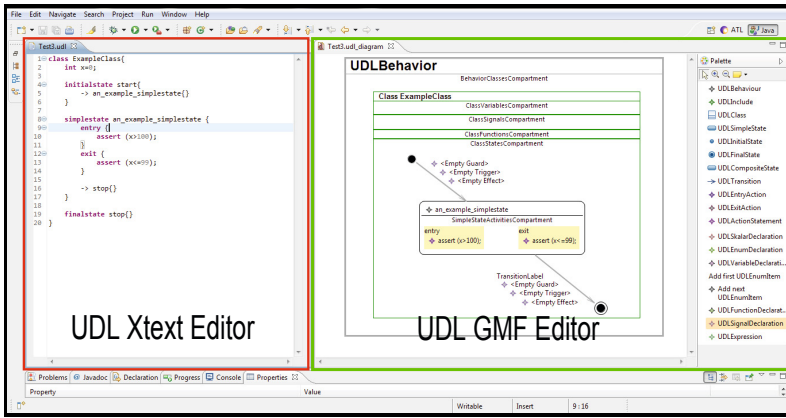 File Edit Navigate Search Project Run Window Help
ATL Java
Test3.udl
1 class ExampleClass{
2 int x=0;
3
4 initialstate start{
5 -> an_example_simplestate{}
6 }
7
8 simplestate an_example_simplestate {
9 entry {
10 assert (x>100);
11 }
12 exit {
13 assert (x<=99);
14 }
15
16 -> stop{}
17 }
18
19 finalstate stop{}
20 }
UDL Xtext Editor
Test3.udl_diagram
UDLBehavior
BehaviorClassesCompartment
Class ExampleClass
ClassVariablesCompartment
ClassSignalsCompartment
ClassFunctionsCompartment
ClassStatesCompartment
<Empty Guard>
<Empty Trigger>
<Empty Effect>
an_example_simplestate
SimpleStateActivitiesCompartment
entry exit
assert (x>100); assert (x<=99);
TransitionLabel
<Empty Guard>
<Empty Trigger>
<Empty Effect>
UDL GMF Editor
Palette
UDLBehaviour
UDLInclude
UDLClass
UDLSimpleState
UDLInitialState
UDLFinalState
UDLCompositeState
UDLTransition
UDLEntryAction
UDLExitAction
UDLActionStatement
UDLSkalarDeclaration
UDLEnumDeclaration
UDLVariableDeclarati...
Add first UDLEnumItem
Add next
UDLEnumItem
UDLFunctionDeclarat...
UDLSignalDeclaration
UDLExpression
Problems Javadoc Declaration Progress Console Properties
Property Value
Writable Insert 9:16